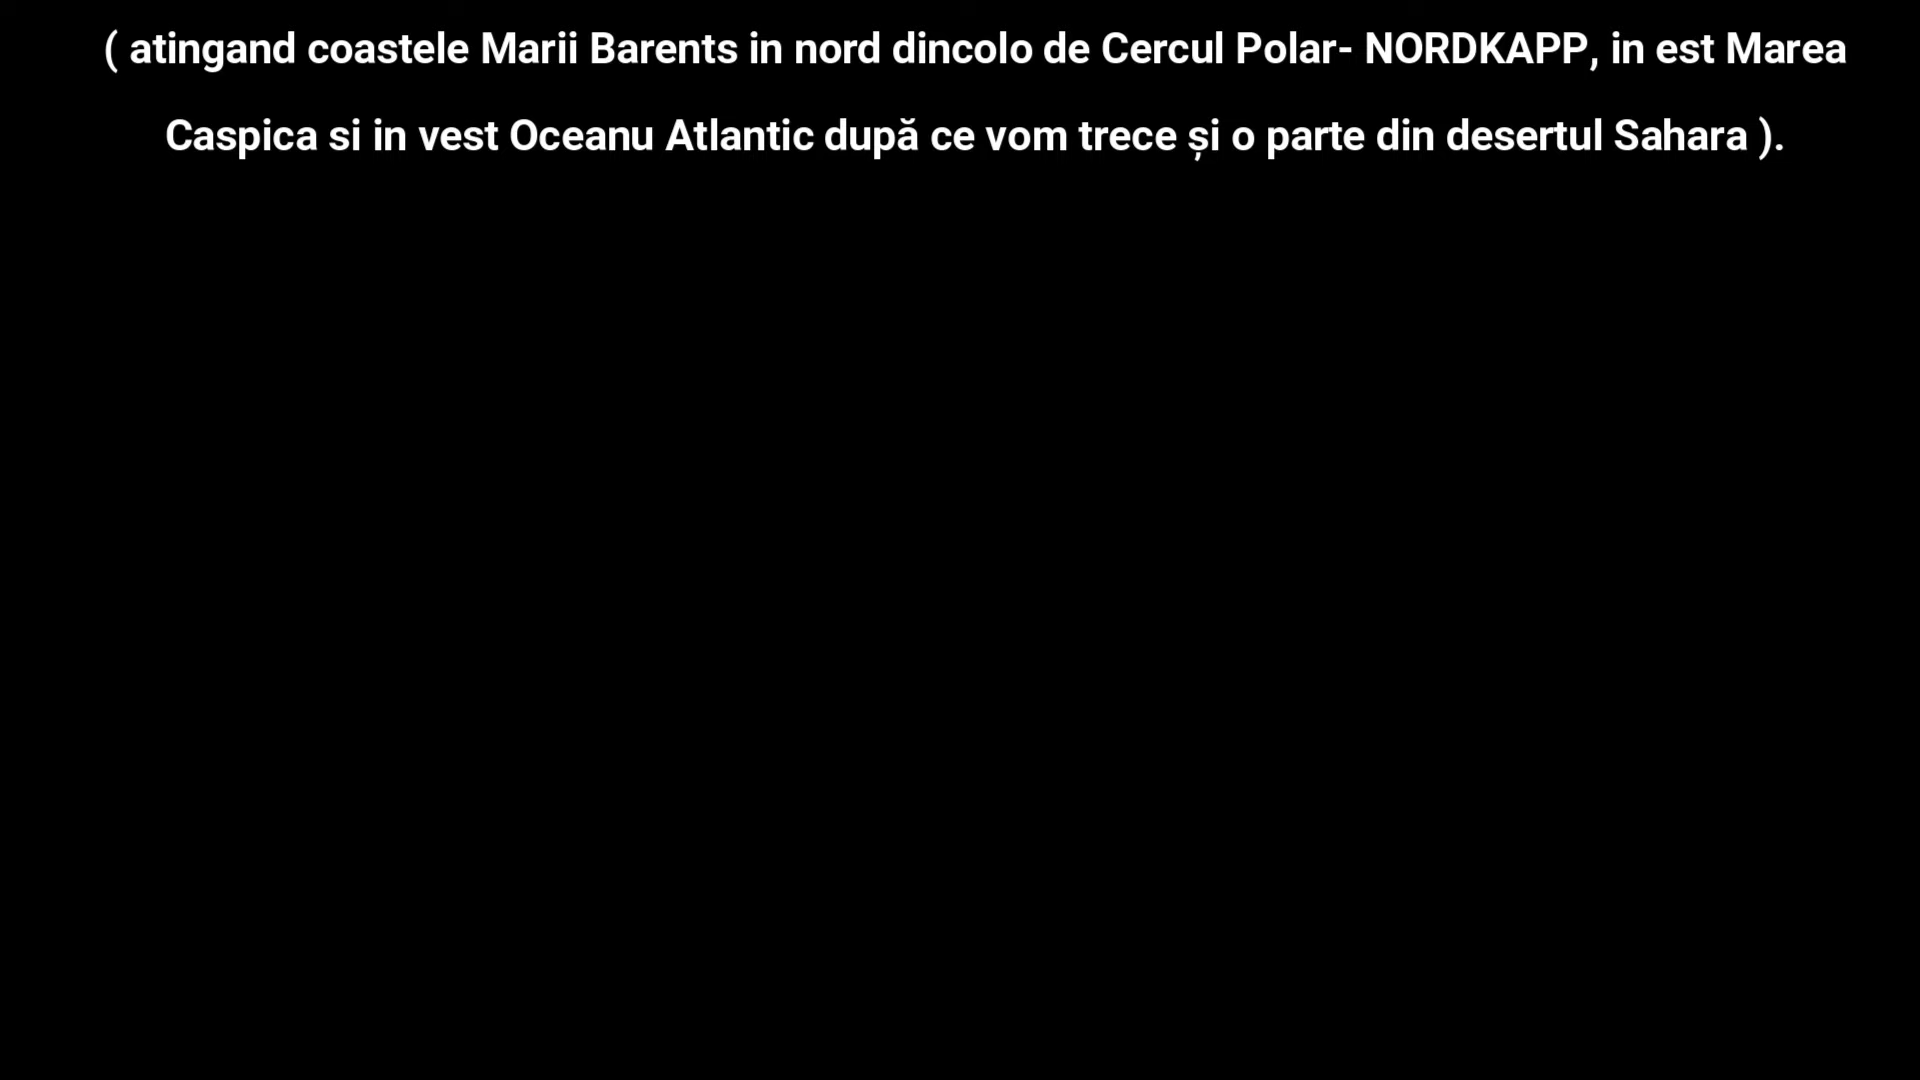 ( atingand coastele Marii Barents in nord dincolo de Cercul Polar- NORDKAPP, in est Marea
Caspica si in vest Oceanu Atlantic după ce vom trece și o parte din desertul Sahara ).